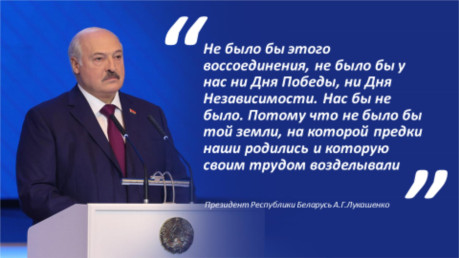 “
Не было бы этого
воссоединения, не было бы у
нас ни Дня Победы, ни Дня
Независимости. Нас бы не
было. Потому что не было бы
той земли, на которой предки
наши родились и которую
своим трудом возделывали
”
Президент Республики Беларусь А.Г.Лукашенко